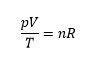 pV/T = nR